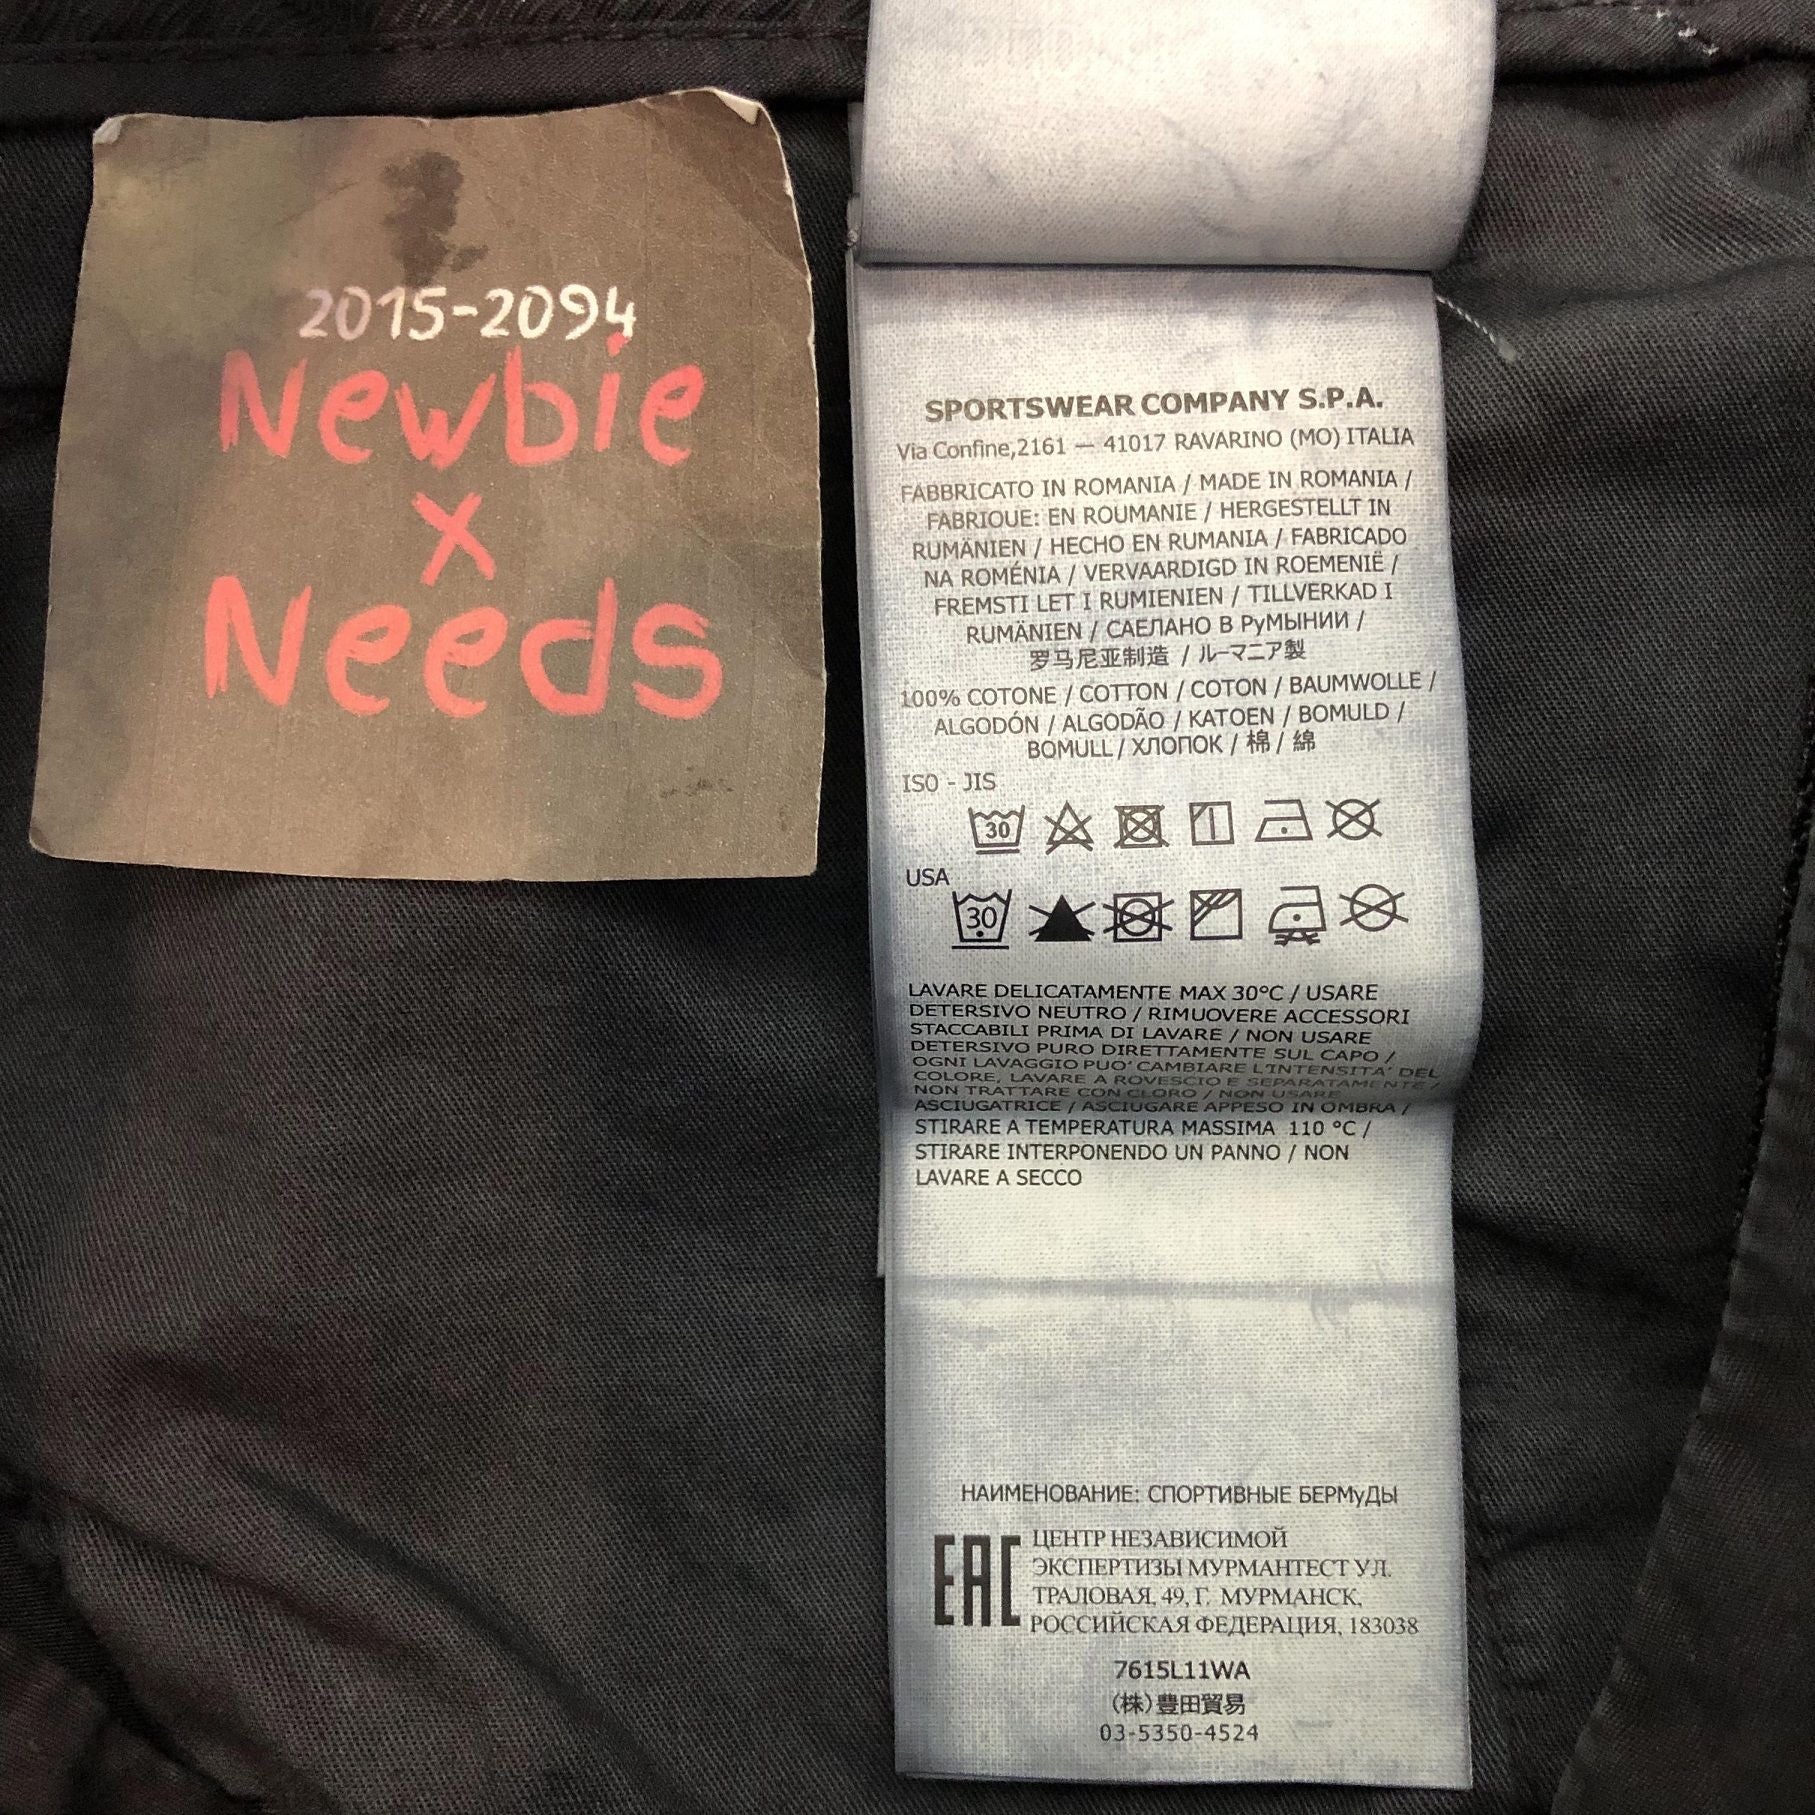 2015-2094
Newbie
x
Needs
SPORTSWEAR COMPANY S.P.A.
Via Confine,2161 — 41017 RAVARINO (MO) ITALIA
FABBRICATO IN ROMANIA / MADE IN ROMANIA /
FABRIOUE: EN ROUMANIE / HERGESTELLT IN
RUMÄNIEN / HECHO EN RUMANIA / FABRICADO
NA ROMÉNIA / VERVAARDIGD IN ROEMENIË /
FREMSTI LET I RUMIENIEN / TILLVERKAD I
RUMÄNIEN / САЕЛАНО В РуМЫНИИ /
罗马尼亚制造 / ルーマニア製
100% COTONE / COTTON / COTON / BAUMWOLLE /
ALGODÓN / ALGODÃO / KATOEN / BOMULD /
BOMULL / ХЛОПОК / 棉 / 綿
ISO - JIS
30
USA
30
LAVARE DELICATAMENTE MAX 30°C / USARE
DETERSIVO NEUTRO / RIMUOVERE ACCESSORI
STACCABILI PRIMA DI LAVARE / NON USARE
DETERSIVO PURO DIRETTAMENTE SUL CAPO /
OGNI LAVAGGIO PUO' CAMBIARE L'INTENSITA' DEL
COLORE, LAVARE A ROVESCIO E SEPARATAMENTE /
NON TRATTARE CON CLORO / NON USARE
ASCIUGATRICE / ASCIUGARE APPESO IN OMBRA /
STIRARE A TEMPERATURA MASSIMA 110 °C /
STIRARE INTERPONENDO UN PANNO / NON
LAVARE A SECCO
НАИМЕНОВАНИЕ: СПОРТИВНЫЕ БЕРМуДЫ
EAC
ЦЕНТР НЕЗАВИСИМОЙ
ЭКСПЕРТИЗЫ МУРМАНТЕСТ УЛ.
ТРАЛОВАЯ, 49, Г. МУРМАНСК,
РОССИЙСКАЯ ФЕДЕРАЦИЯ, 183038
7615L11WA
(株)豊田貿易
03-5350-4524